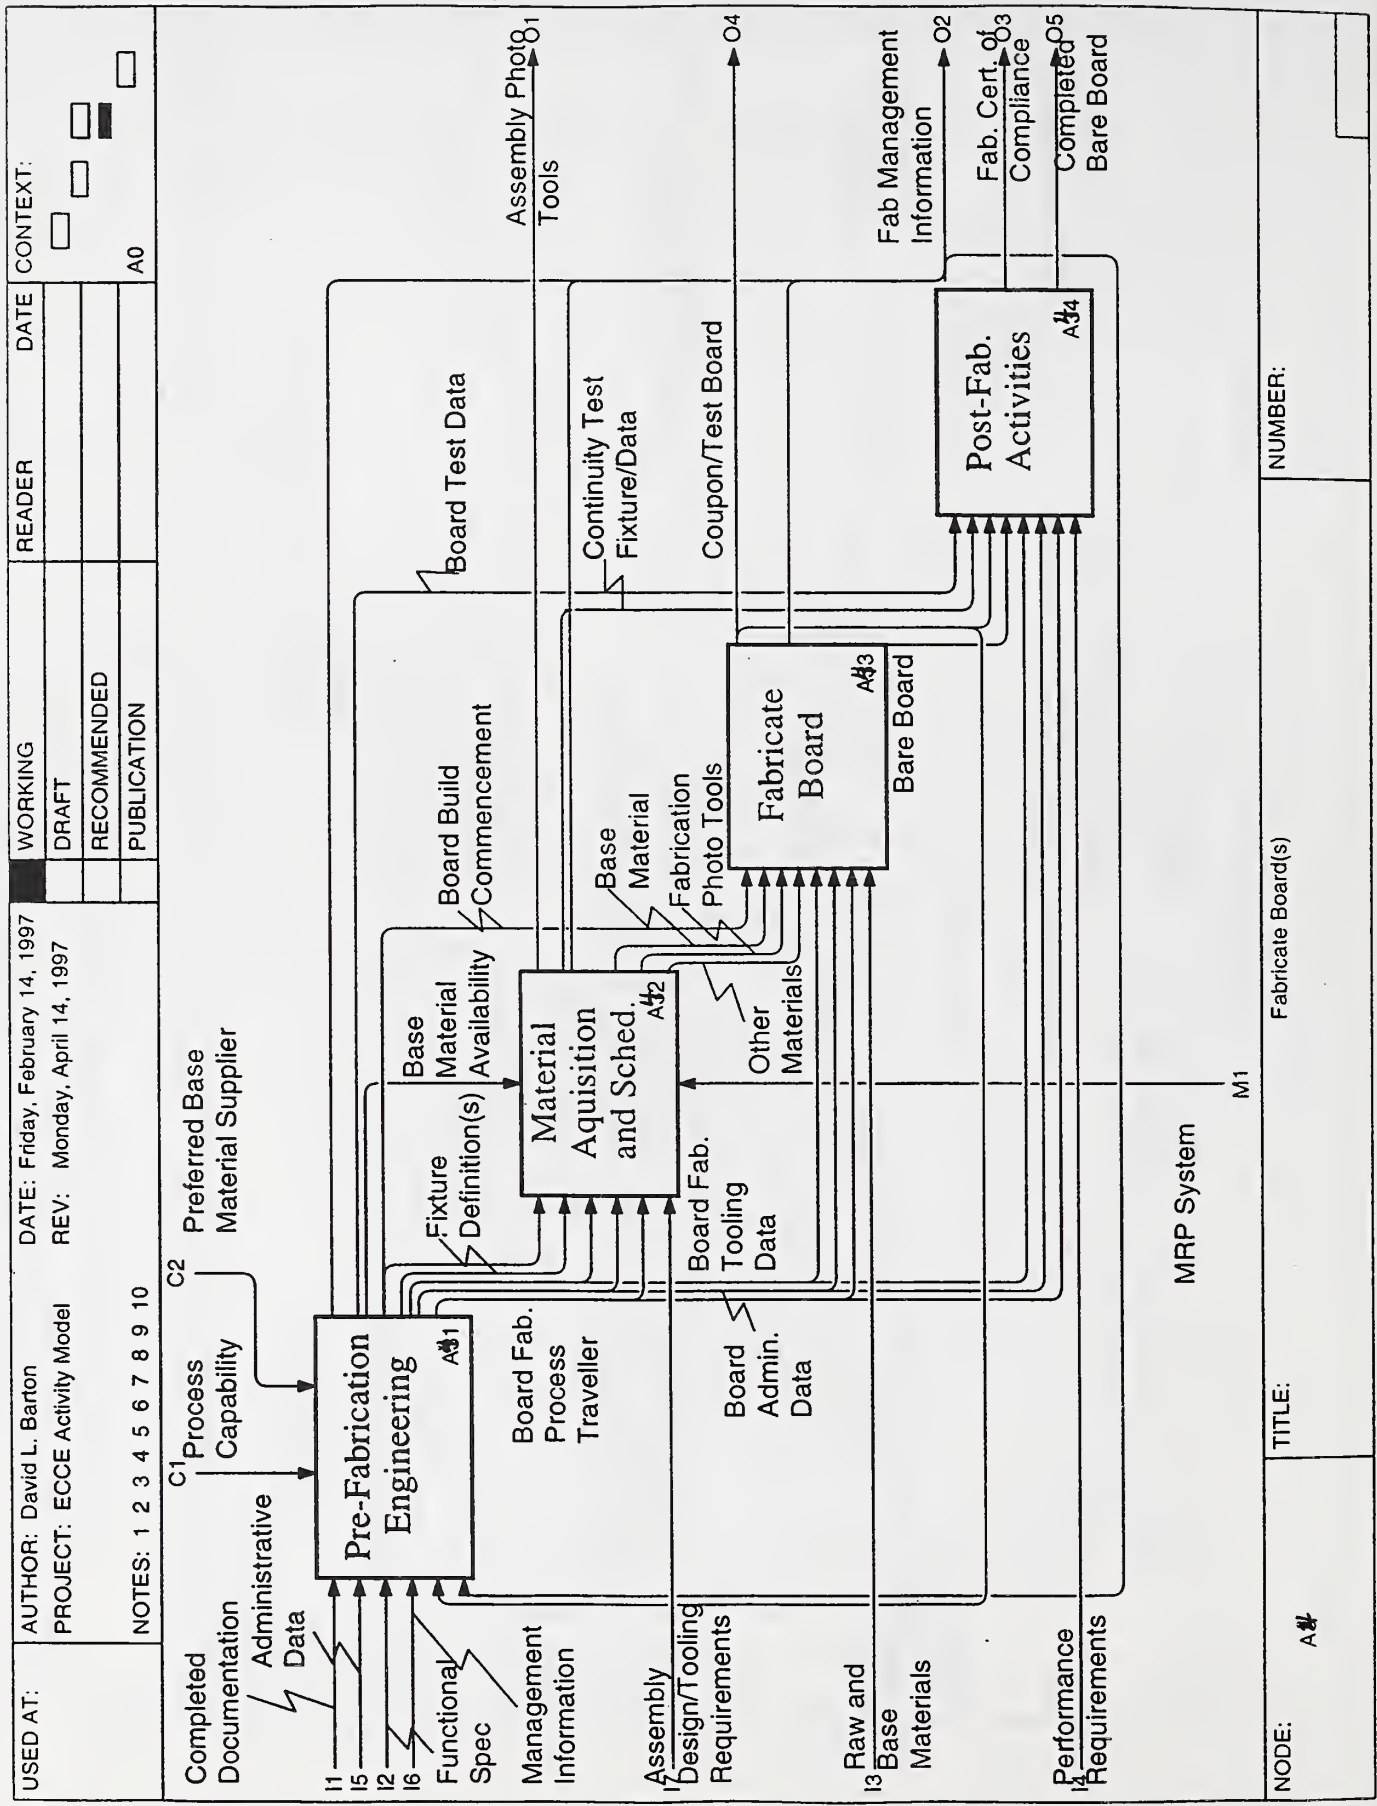 USED AT:
AUTHOR: David L. Barton
PROJECT: ECCE Activity Model
NOTES: 1 2 3 4 5 6 7 8 9 10
DATE: Friday, February 14, 1997
REV: Monday, April 14, 1997
WORKING
DRAFT
RECOMMENDED
PUBLICATION
READER
DATE
CONTEXT:
A0
C1
Process
Capability
C2
Preferred Base
Material Supplier
Completed
Documentation
Administrative
Data
I1
I5
I2
I6
Functional
Spec
Management
Information
Pre-Fabrication
Engineering
Fixture
Definition(s)
Base
Material
Availability
Board Build
Commencement
Board Test Data
Assembly Photo
Tools
O1
Board Fab.
Process
Traveller
Material
Aquisition
and Sched.
Base
Material
Fabrication
Photo Tools
Continuity Test
Fixture/Data
Coupon/Test Board
O4
I7
Assembly
Design/Tooling
Requirements
Board Fab.
Tooling
Data
Board
Admin.
Data
Other
Materials
Fabricate
Board
Bare Board
Fab Management
Information
O2
Fab. Cert. of
Compliance
O3
Completed
Bare Board
O5
Post-Fab.
Activities
I3
Raw and
Base
Materials
I4
Performance
Requirements
MRP System
M1
NODE:
TITLE:
Fabricate Board(s)
NUMBER: